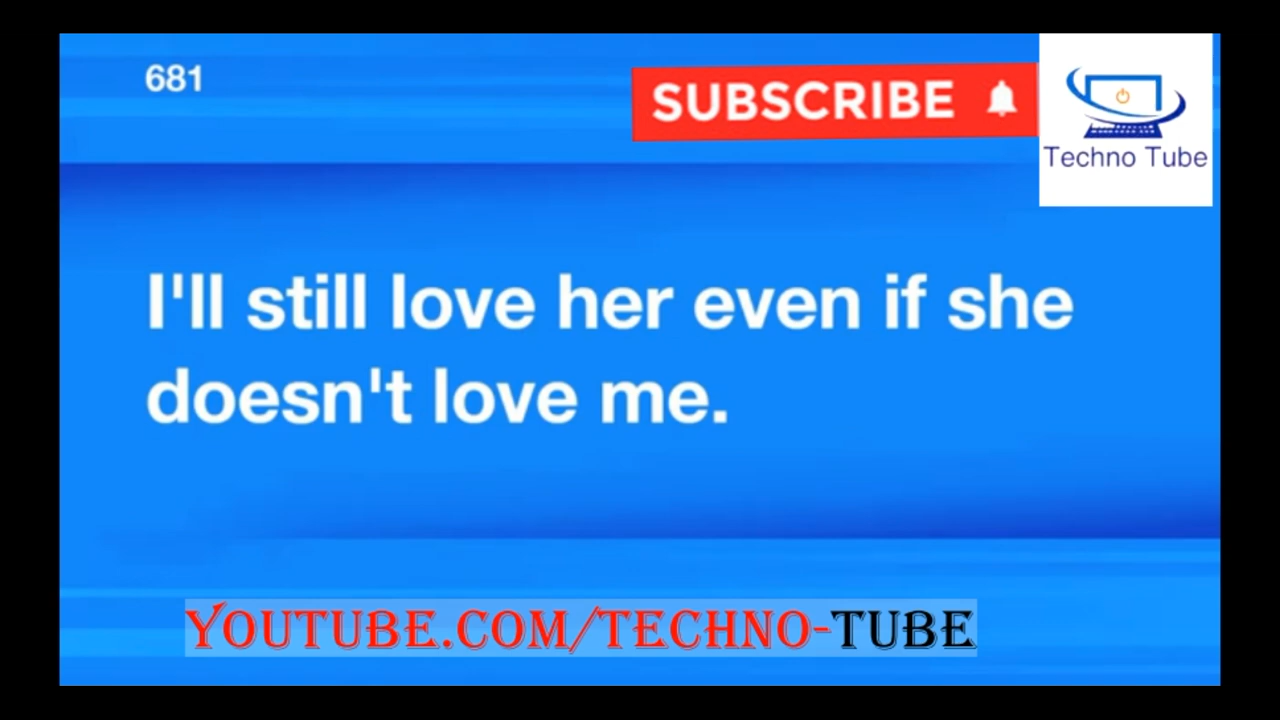 681
SUBSCRIBE
Techno Tube
I'll still love her even if she
doesn't love me.
YOUTUBE.COM/TECHNO-TUBE